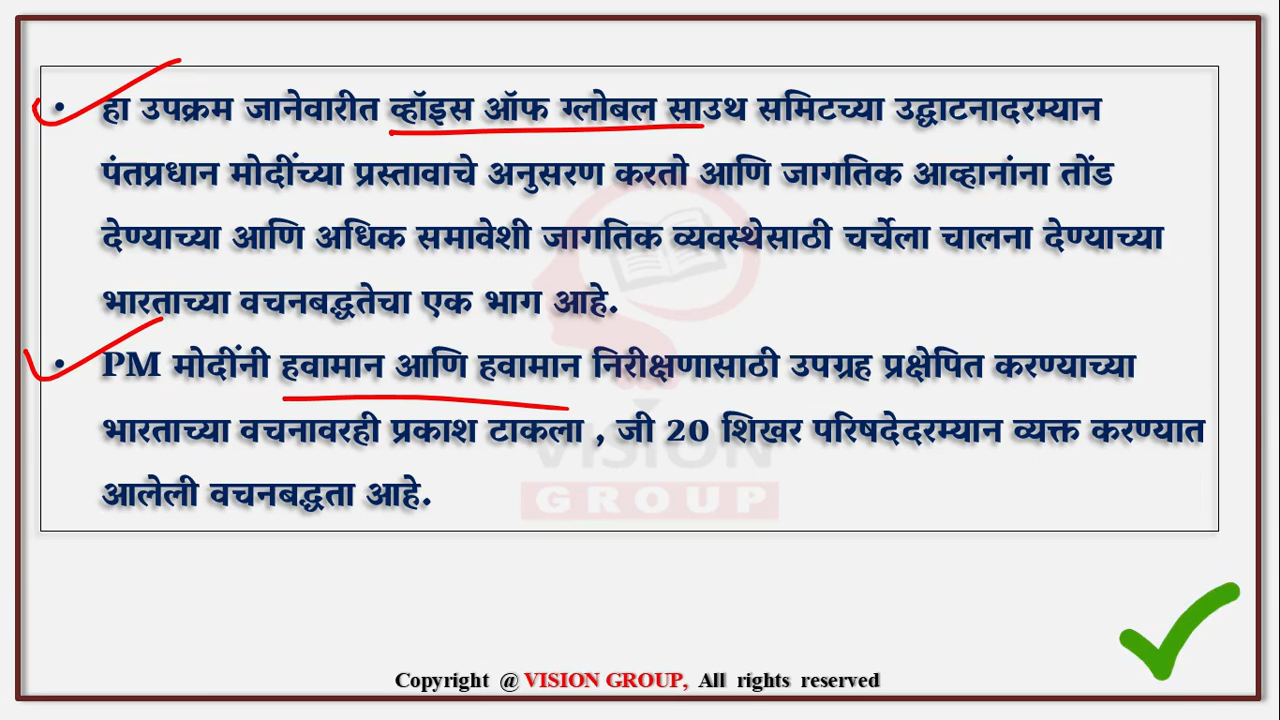 • हा उपक्रम जानेवारीत व्हॉइस ऑफ ग्लोबल साउथ समिटच्या उद्घाटनादरम्यान
पंतप्रधान मोदींच्या प्रस्तावाचे अनुसरण करतो आणि जागतिक आव्हानांना तोंड
देण्याच्या आणि अधिक समावेशी जागतिक व्यवस्थेसाठी चर्चेला चालना देण्याच्या
भारताच्या वचनबद्धतेचा एक भाग आहे.
• PM मोदींनी हवामान आणि हवामान निरीक्षणासाठी उपग्रह प्रक्षेपित करण्याच्या
भारताच्या वचनावरही प्रकाश टाकला , जी 20 शिखर परिषदेदरम्यान व्यक्त करण्यात
आलेली वचनबद्धता आहे.
VISION
GROUP
Copyright @ VISION GROUP, All rights reserved